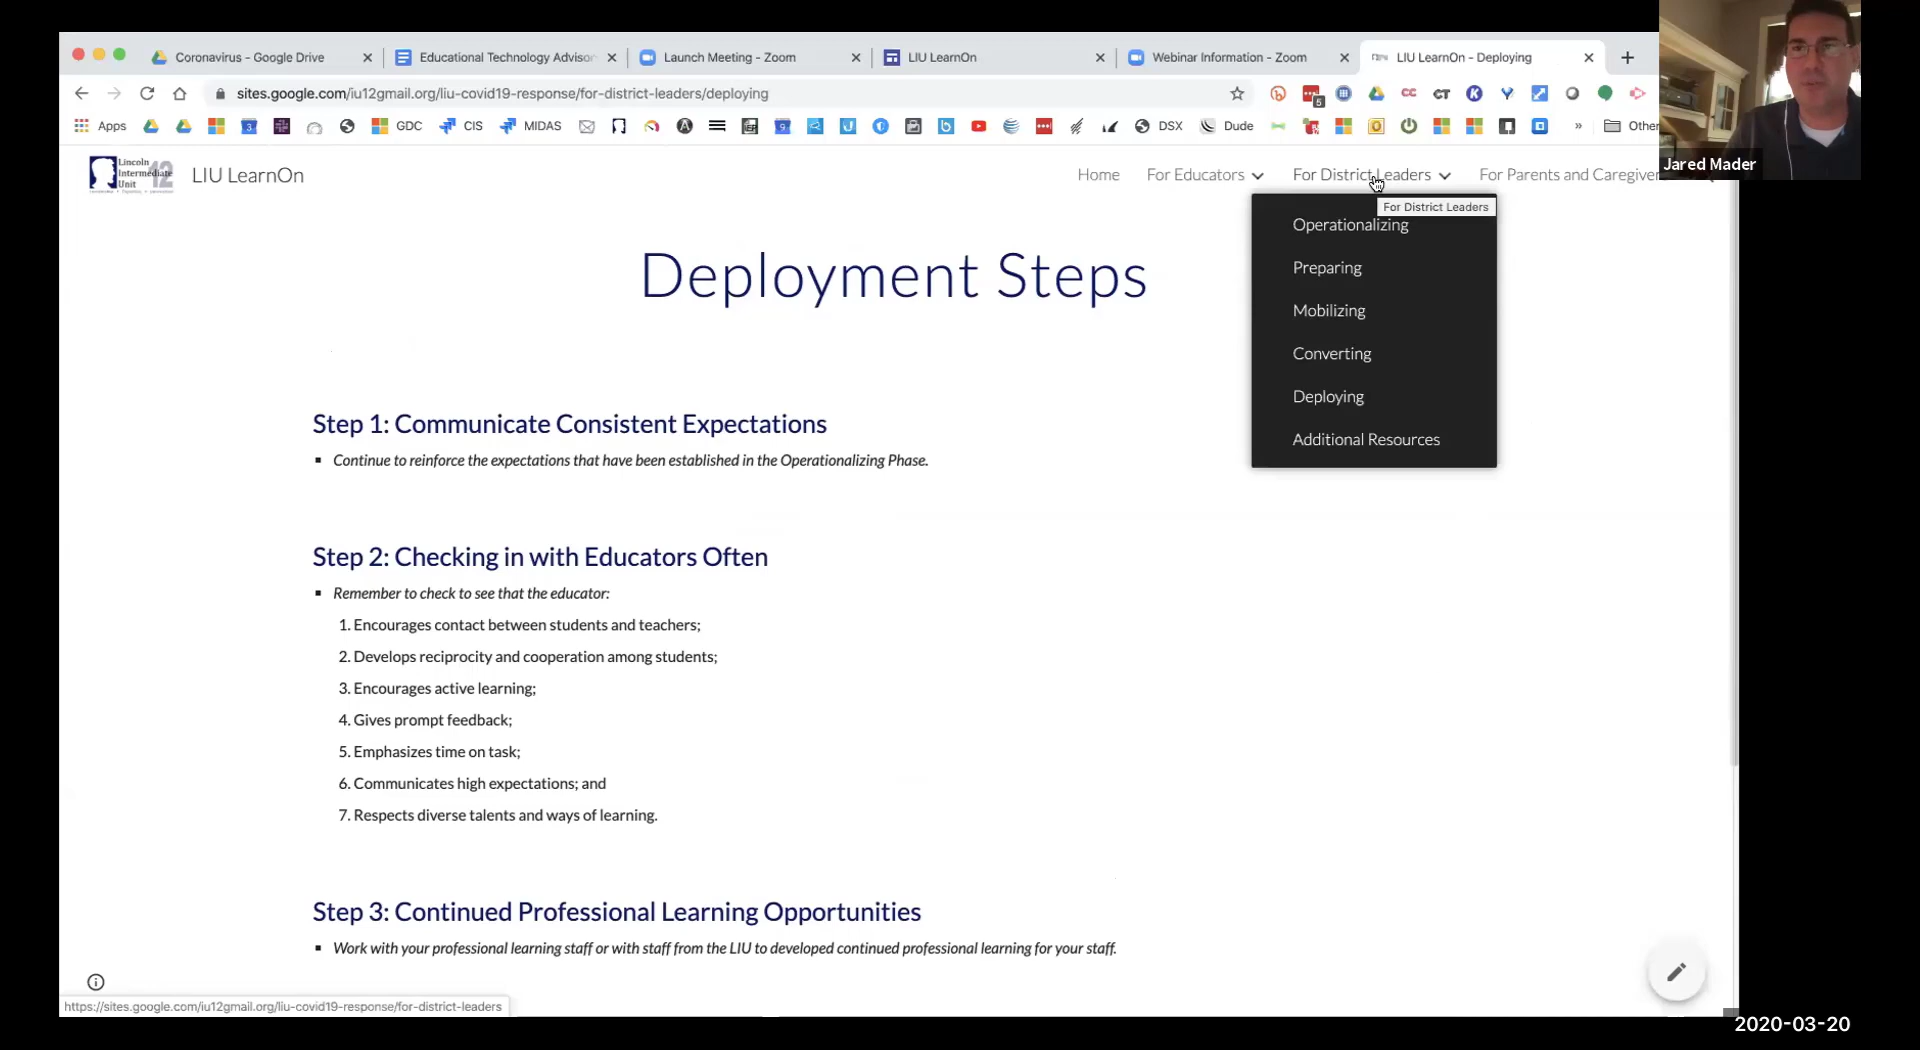 Coronavirus - Google Drive
Educational Technology Advisor
Launch Meeting - Zoom
LIU LearnOn
Webinar Information - Zoom
LIU LearnOn - Deploying
sites.google.com/iu12gmail.org/liu-covid19-response/for-district-leaders/deploying
Apps
GDC
CIS
MIDAS
DSX
Dude
Other
Jared Mader
Lincoln
Intermediate
Unit
12
LIU LearnOn
Home
For Educators
For District Leaders
For Parents and Caregiver
For District Leaders
Operationalizing
Preparing
Mobilizing
Converting
Deploying
Additional Resources
Deployment Steps
Step 1: Communicate Consistent Expectations
Continue to reinforce the expectations that have been established in the Operationalizing Phase.
Step 2: Checking in with Educators Often
Remember to check to see that the educator:
1. Encourages contact between students and teachers;
2. Develops reciprocity and cooperation among students;
3. Encourages active learning;
4. Gives prompt feedback;
5. Emphasizes time on task;
6. Communicates high expectations; and
7. Respects diverse talents and ways of learning.
Step 3: Continued Professional Learning Opportunities
Work with your professional learning staff or with staff from the LIU to developed continued professional learning for your staff.
https://sites.google.com/iu12gmail.org/liu-covid19-response/for-district-leaders
2020-03-20